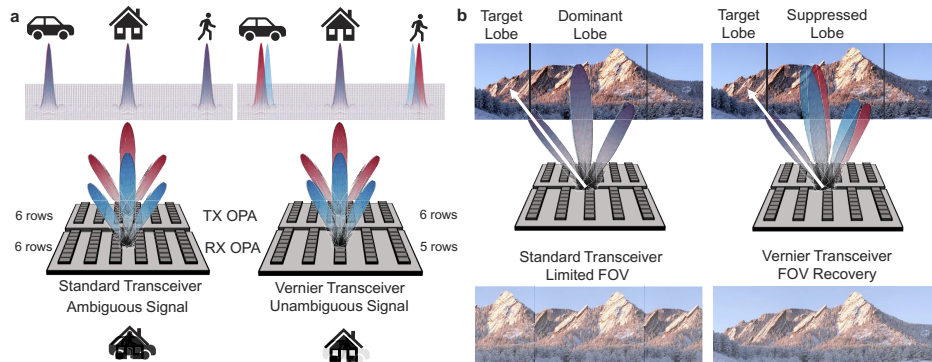 a
6 rows
TX OPA
6 rows
6 rows
RX OPA
5 rows
Standard Transceiver
Ambiguous Signal
Vernier Transceiver
Unambiguous Signal
b
Target
Lobe
Dominant
Lobe
Target
Lobe
Suppressed
Lobe
Standard Transceiver
Limited FOV
Vernier Transceiver
FOV Recovery